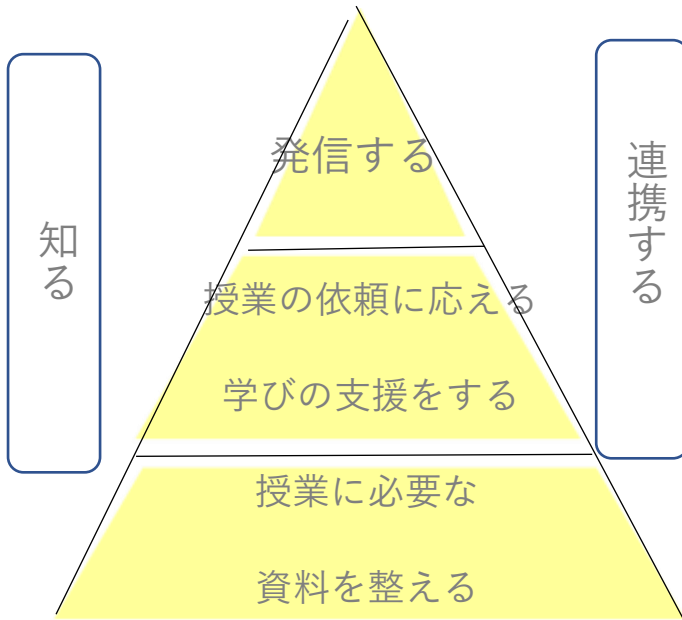 知る
発信する
授業の依頼に応える
学びの支援をする
授業に必要な
資料を整える
連携する